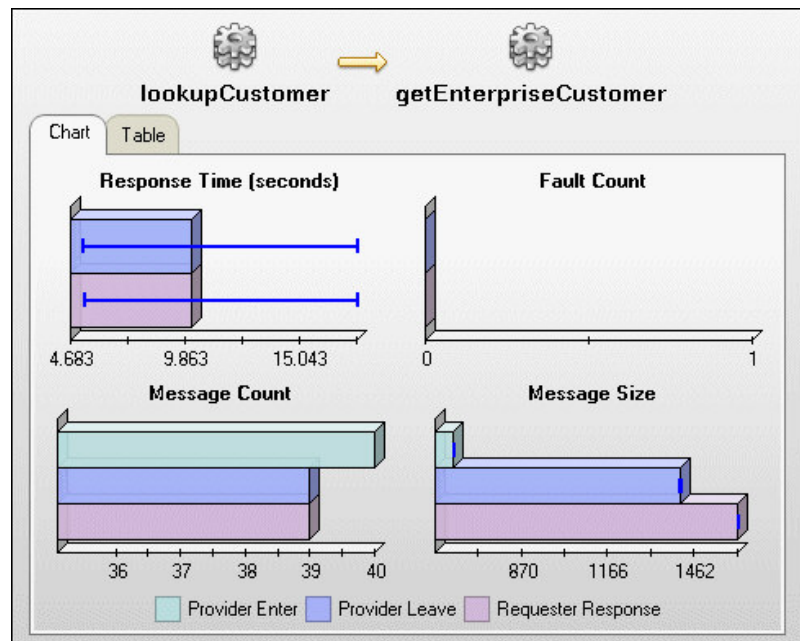 lookupCustomer getEnterpriseCustomer
Chart Table
Response Time (seconds) Fault Count
4.683 9.863 15.043 0 1
Message Count Message Size
36 37 38 39 40 870 1166 1462
Provider Enter Provider Leave Requester Response